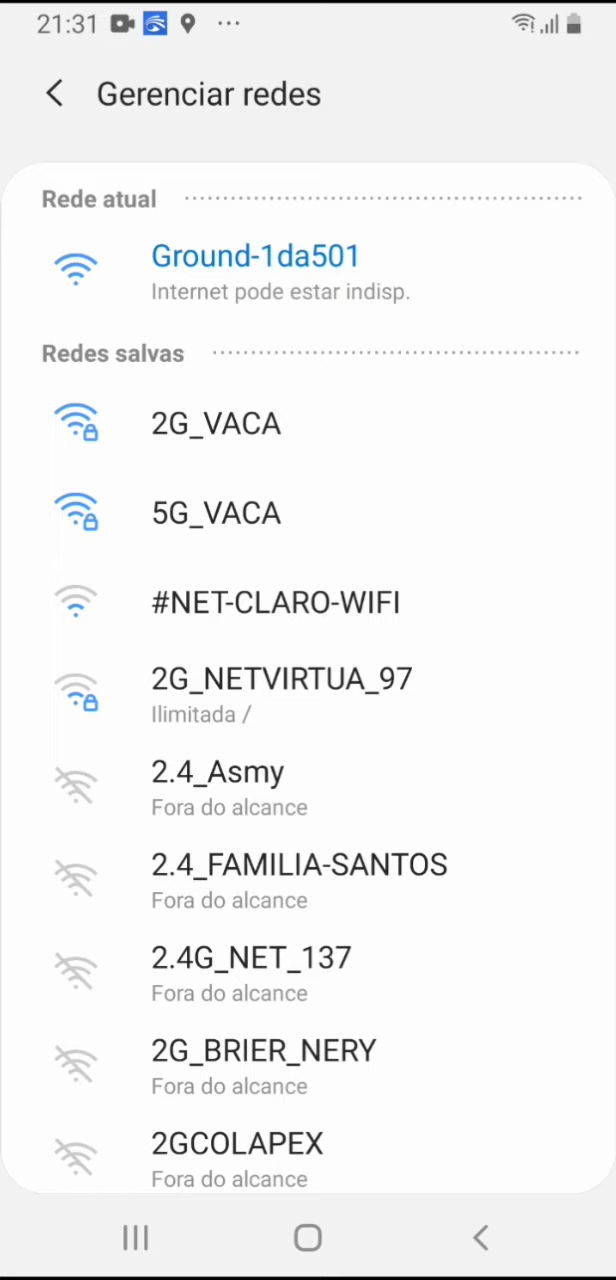 21:31
Gerenciar redes
Rede atual
Ground-1da501
Internet pode estar indisp.
Redes salvas
2G_VACA
5G_VACA
#NET-CLARO-WIFI
2G_NETVIRTUA_97
Ilimitada /
2.4_Asmy
Fora do alcance
2.4_FAMILIA-SANTOS
Fora do alcance
2.4G_NET_137
Fora do alcance
2G_BRIER_NERY
Fora do alcance
2GCOLAPEX
Fora do alcance